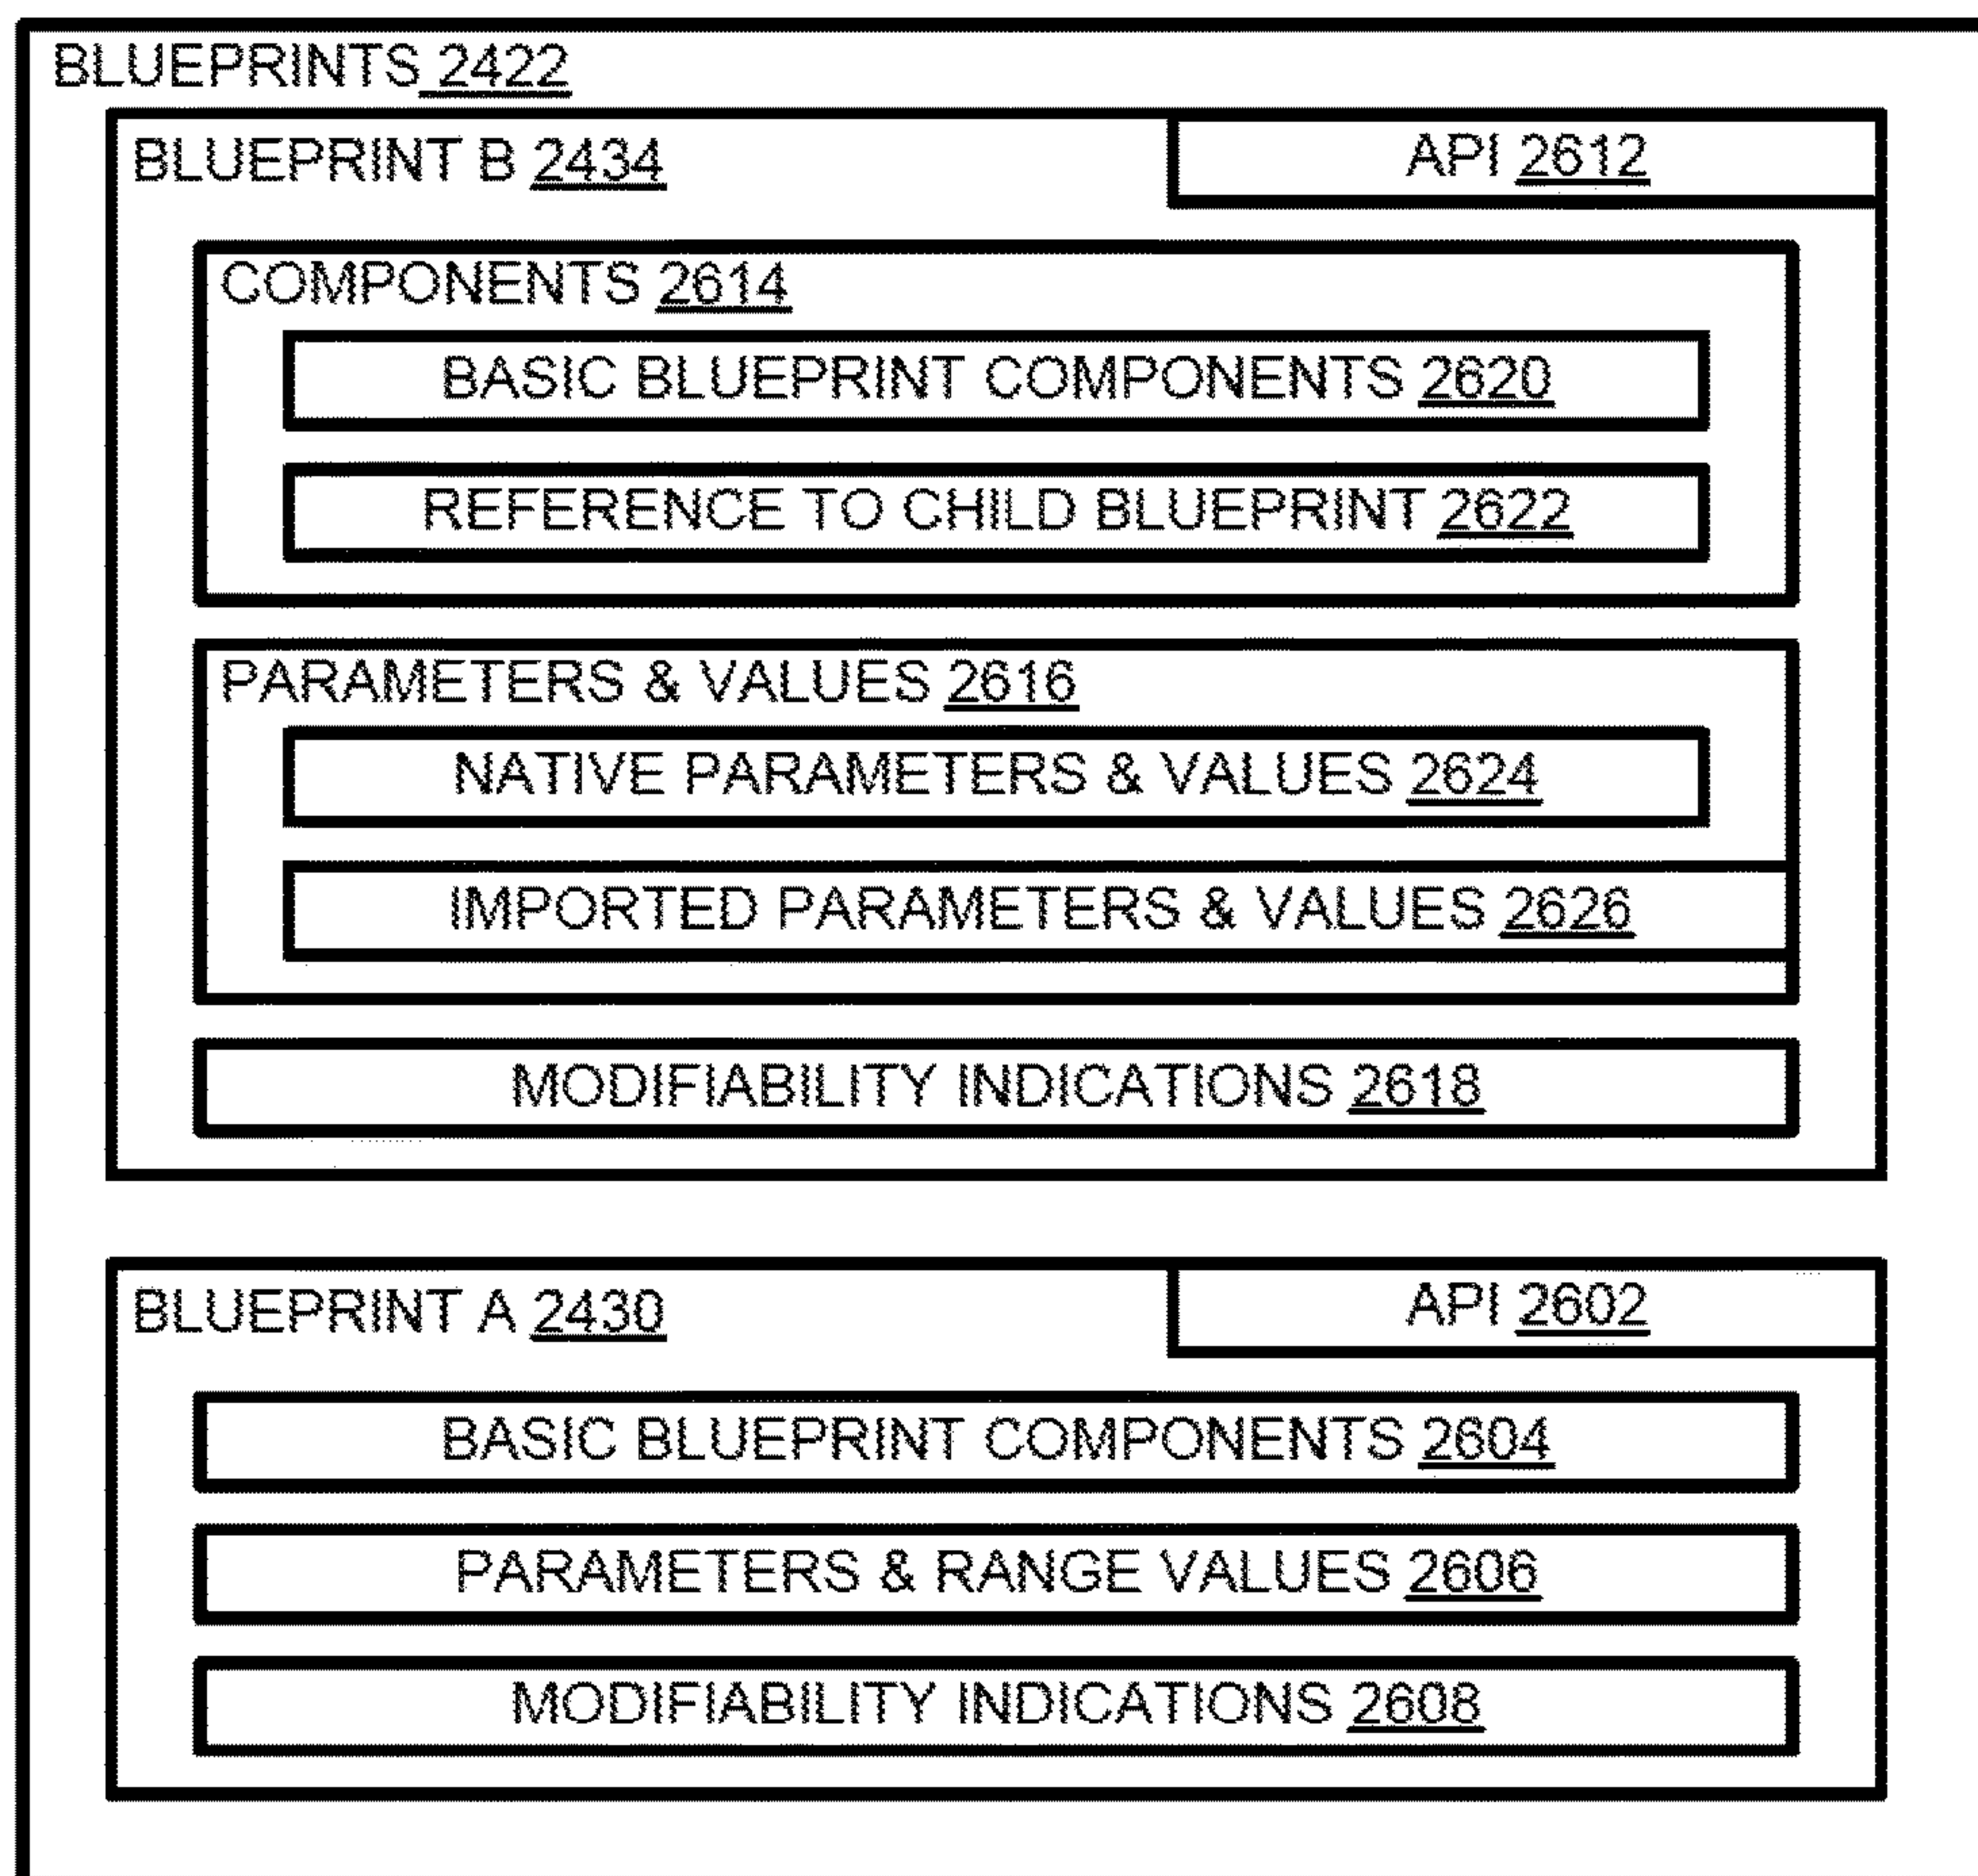 BLUEPRINTS 2422
BLUEPRINT B 2434
API 2612
COMPONENTS 2614
BASIC BLUEPRINT COMPONENTS 2620
REFERENCE TO CHILD BLUEPRINT 2622
PARAMETERS & VALUES 2616
NATIVE PARAMETERS & VALUES 2624
IMPORTED PARAMETERS & VALUES 2626
MODIFIABILITY INDICATIONS 2618
BLUEPRINT A 2430
API 2602
BASIC BLUEPRINT COMPONENTS 2604
PARAMETERS & RANGE VALUES 2606
MODIFIABILITY INDICATIONS 2608